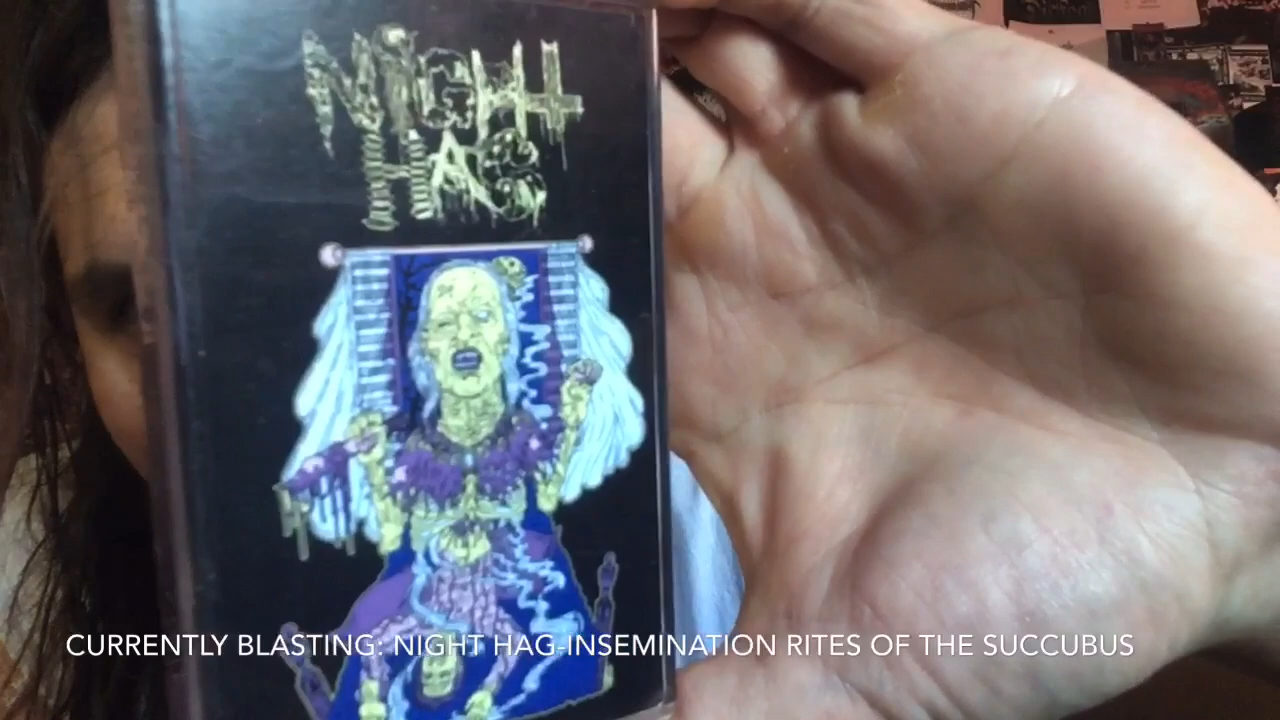 NIGHT
HAG
CURRENTLY BLASTING: NIGHT HAG-INSEMINATION RITES OF THE SUCCUBUS